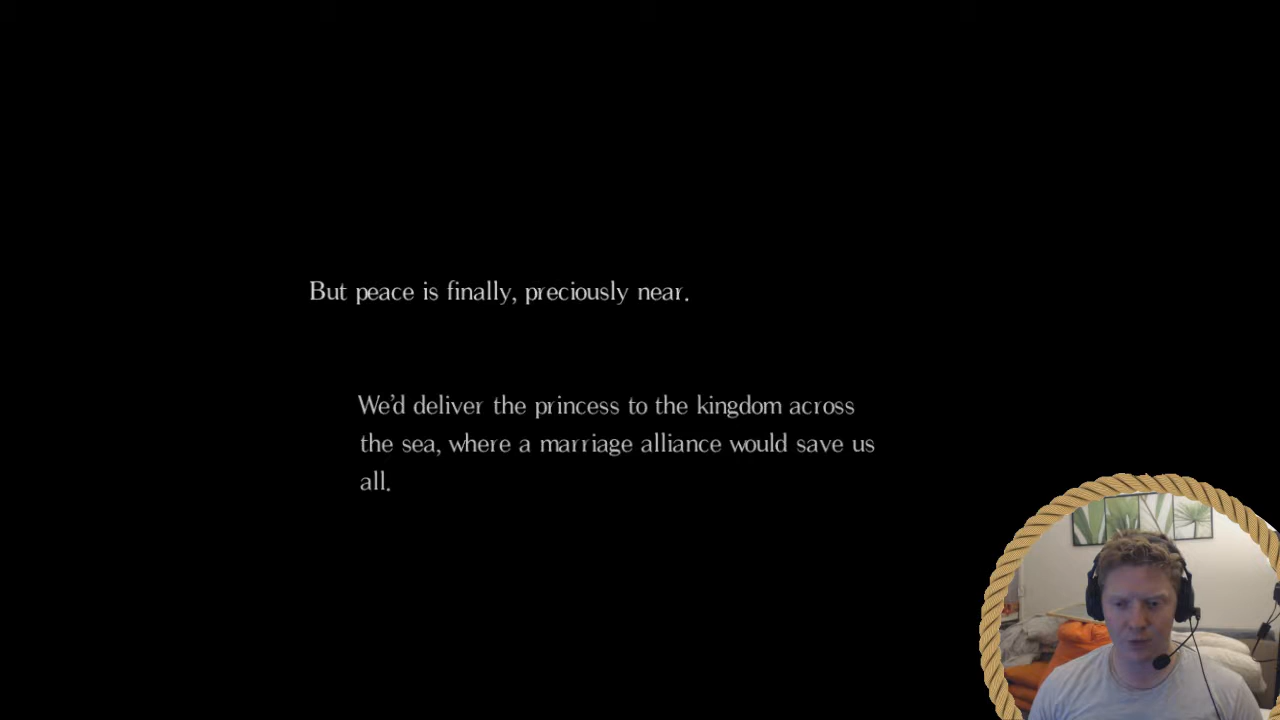 But peace is finally, preciously near.
We'd deliver the princess to the kingdom across
the sea, where a marriage alliance would save us
all.